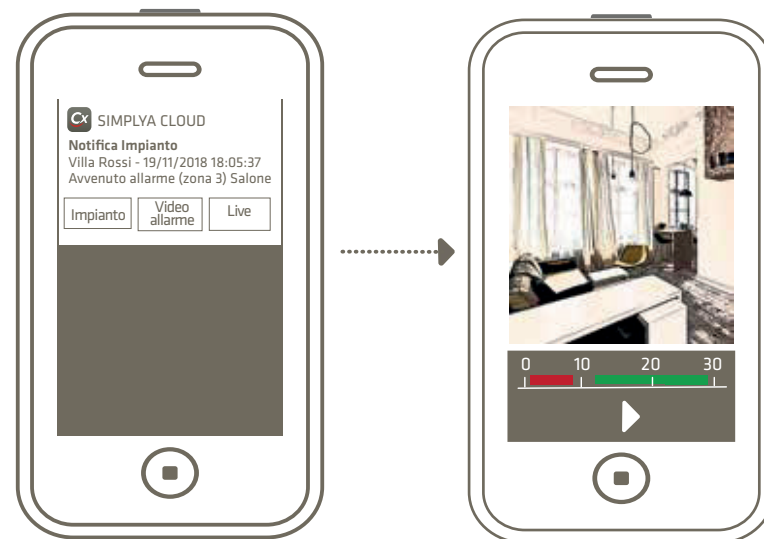 Cx SIMPLYA CLOUD
Notifica Impianto
Villa Rossi - 19/11/2018 18:05:37
Avvenuto allarme (zona 3) Salone
Impianto
Video
allarme
Live
0 10 20 30